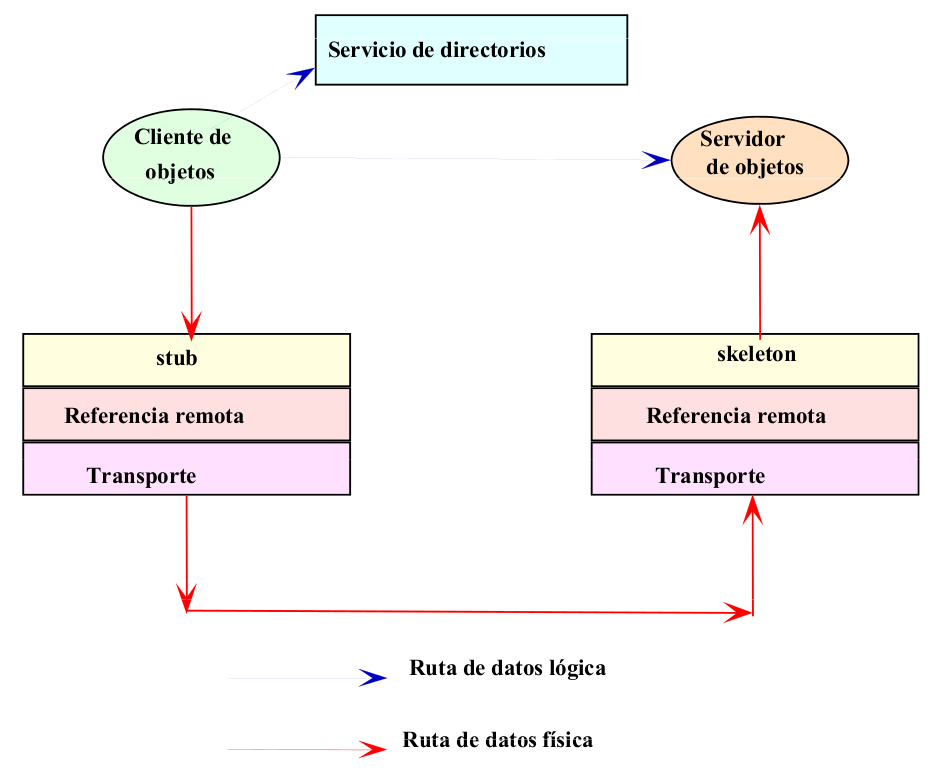 Servicio de directorios
Cliente de
objetos
Servidor
de objetos
stub
skeleton
Referencia remota
Referencia remota
Transporte
Transporte
Ruta de datos lógica
Ruta de datos física